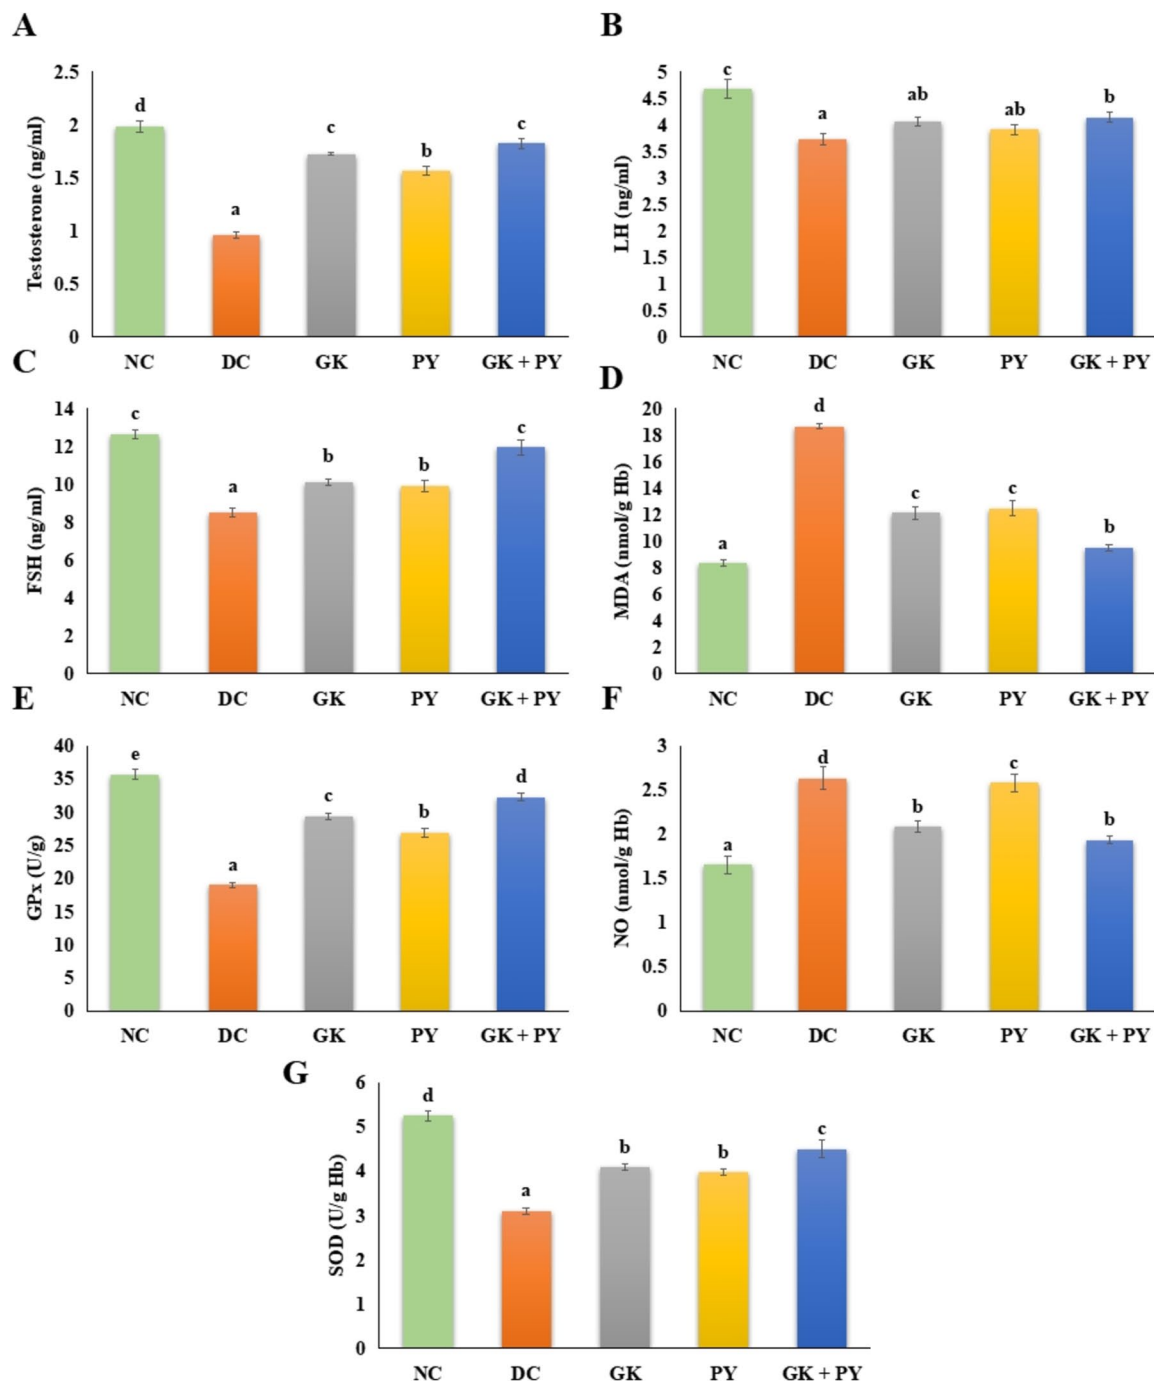 A
Testosterone (ng/ml)
2.5
2
1.5
1
0.5
0
d
a
c
b
c
NC DC GK PY GK + PY
B
LH (ng/ml)
5
4.5
4
3.5
3
2.5
2
1.5
1
0.5
0
c
a
ab
ab
b
NC DC GK PY GK + PY
C
FSH (ng/ml)
14
12
10
8
6
4
2
0
c
a
b
b
c
NC DC GK PY GK + PY
D
MDA (nmol/g Hb)
20
18
16
14
12
10
8
6
4
2
0
a
d
c
c
b
NC DC GK PY GK + PY
E
GPx (U/g)
40
35
30
25
20
15
10
5
0
e
a
c
b
d
NC DC GK PY GK + PY
F
NO (nmol/g Hb)
3
2.5
2
1.5
1
0.5
0
a
d
b
c
b
NC DC GK PY GK + PY
G
SOD (U/g Hb)
6
5
4
3
2
1
0
d
a
b
b
c
NC DC GK PY GK + PY